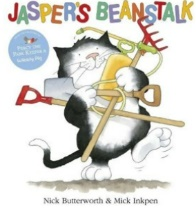 JASPER'S BEANSTALK
Nick Butterworth & Mick Inkpen